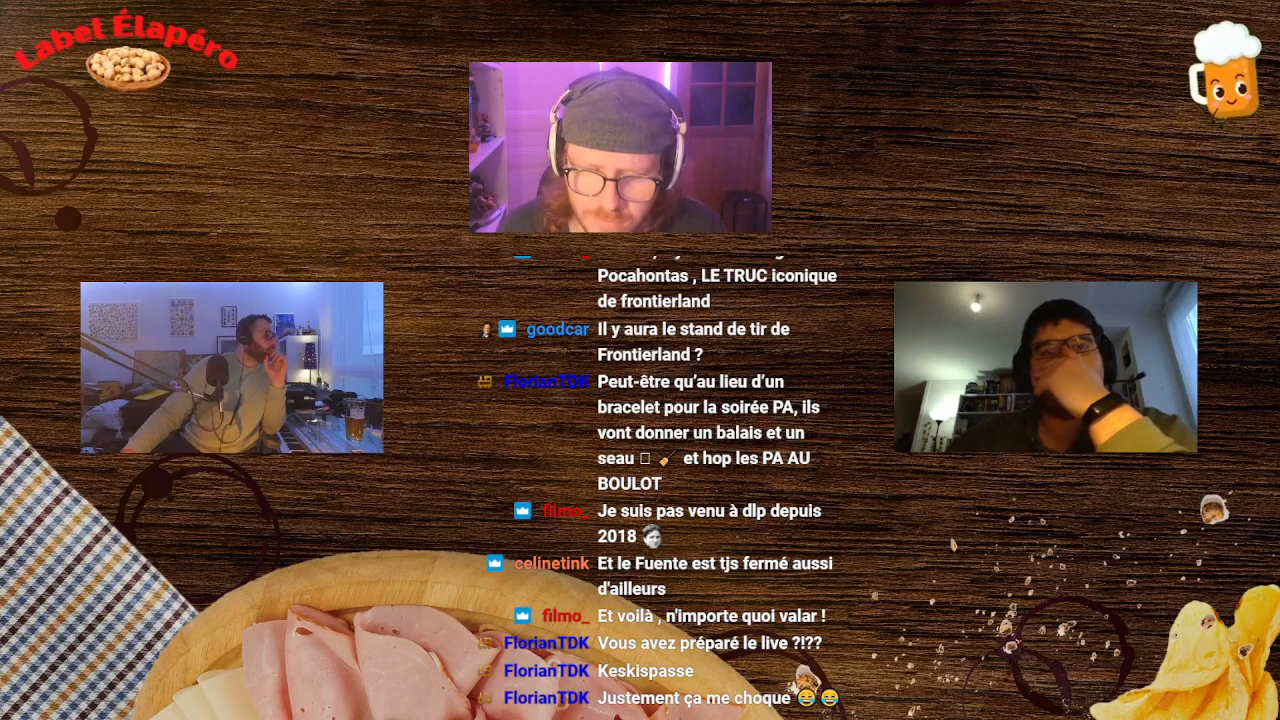 Label Élapéro
Pocahontas , LE TRUC iconique
de frontierland
goodcar Il y aura le stand de tir de
Frontierland ?
FlorianTDK Peut-être qu’au lieu d’un
bracelet pour la soirée PA, ils
vont donner un balais et un
seau 🧹 et hop les PA AU
BOULOT
filmo_ Je suis pas venu à dlp depuis
2018
celinetink Et le Fuente est tjs fermé aussi
d'ailleurs
filmo_ Et voilà , n'importe quoi valar !
FlorianTDK Vous avez préparé le live ?!??
FlorianTDK Keskispasse
FlorianTDK Justement ça me choque 😂 😂